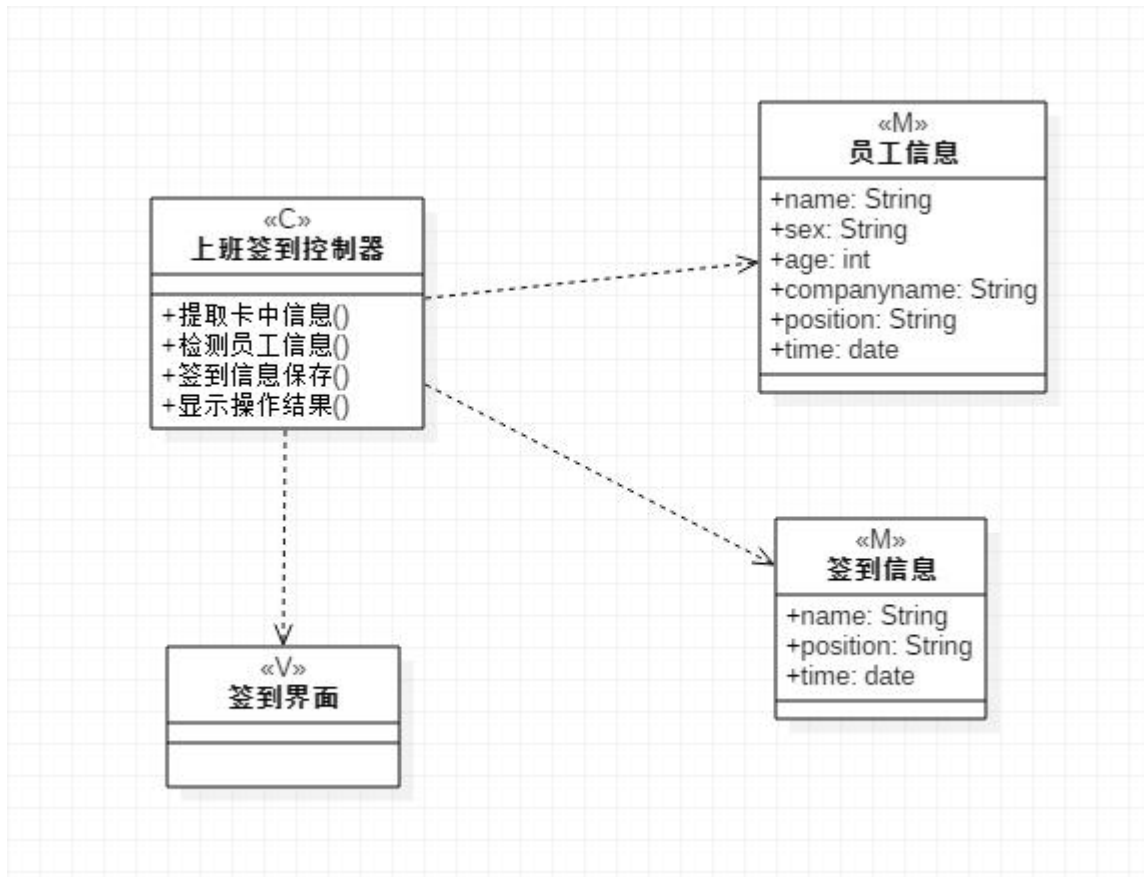 «C»
上班签到控制器
+提取卡中信息()
+检测员工信息()
+签到信息保存()
+显示操作结果()
«M»
员工信息
+name: String
+sex: String
+age: int
+companyname: String
+position: String
+time: date
«V»
签到界面
«M»
签到信息
+name: String
+position: String
+time: date